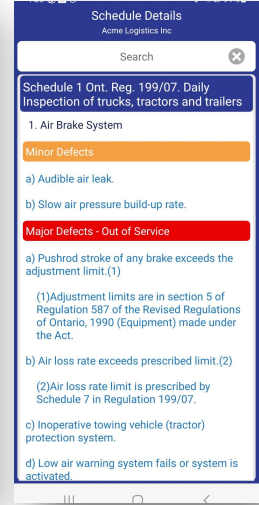 Schedule Details
Acme Logistics Inc
Search
Schedule 1 Ont. Reg. 199/07. Daily
Inspection of trucks, tractors and trailers
1. Air Brake System
Minor Defects
a) Audible air leak.
b) Slow air pressure build-up rate.
Major Defects - Out of Service
a) Pushrod stroke of any brake exceeds the
adjustment limit.(1)
(1)Adjustment limits are in section 5 of
Regulation 587 of the Revised Regulations
of Ontario, 1990 (Equipment) made under
the Act.
b) Air loss rate exceeds prescribed limit.(2)
(2)Air loss rate limit is prescribed by
Schedule 7 in Regulation 199/07.
c) Inoperative towing vehicle (tractor)
protection system.
d) Low air warning system fails or system is
activated.